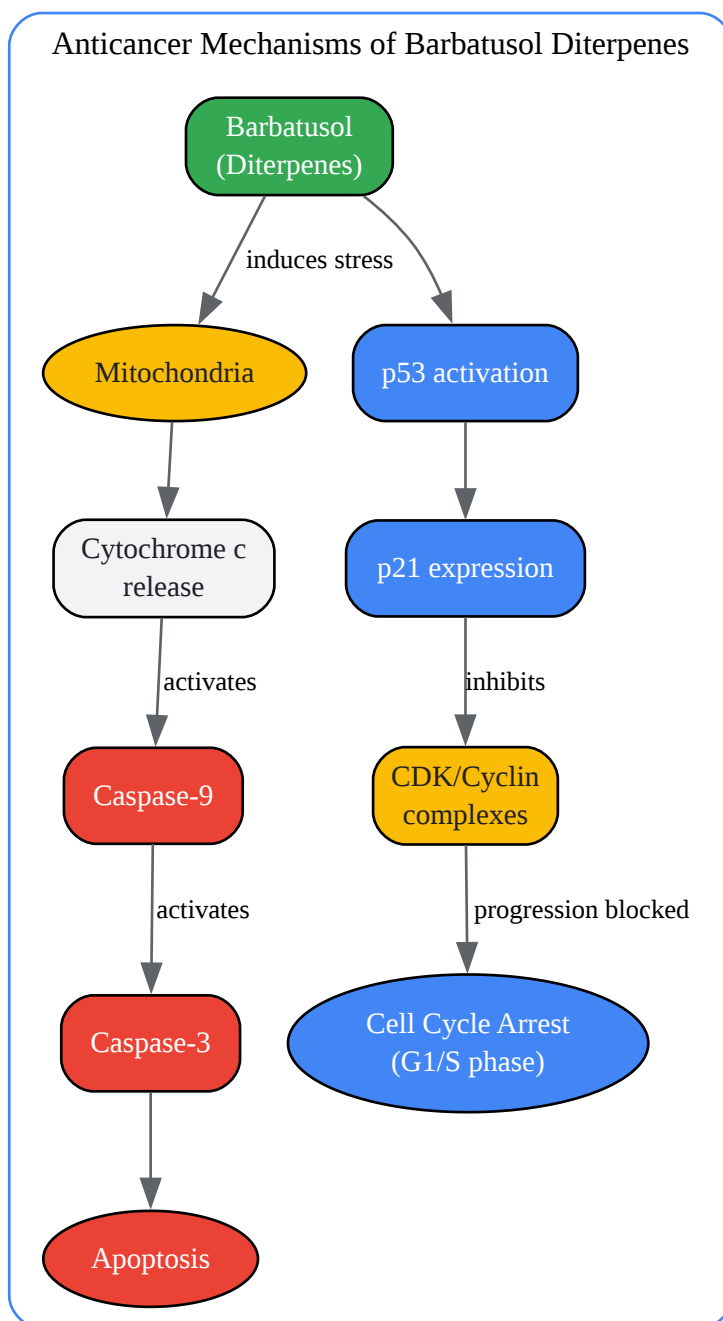 Anticancer Mechanisms of Barbatusol Diterpenes
Barbatusol
(Diterpenes)
induces stress
Mitochondria
p53 activation
Cytochrome c
release
p21 expression
activates
inhibits
Caspase-9
CDK/Cyclin
complexes
activates
progression blocked
Caspase-3
Cell Cycle Arrest
(G1/S phase)
Apoptosis